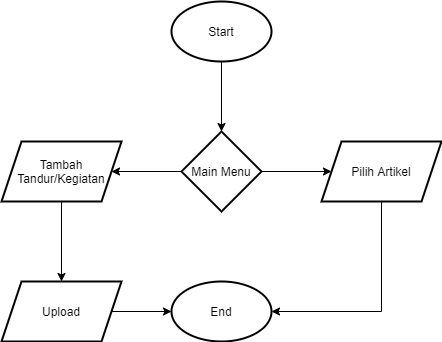 Start
Tambah
Tandur/Kegiatan
Main Menu
Pilih Artikel
Upload
End